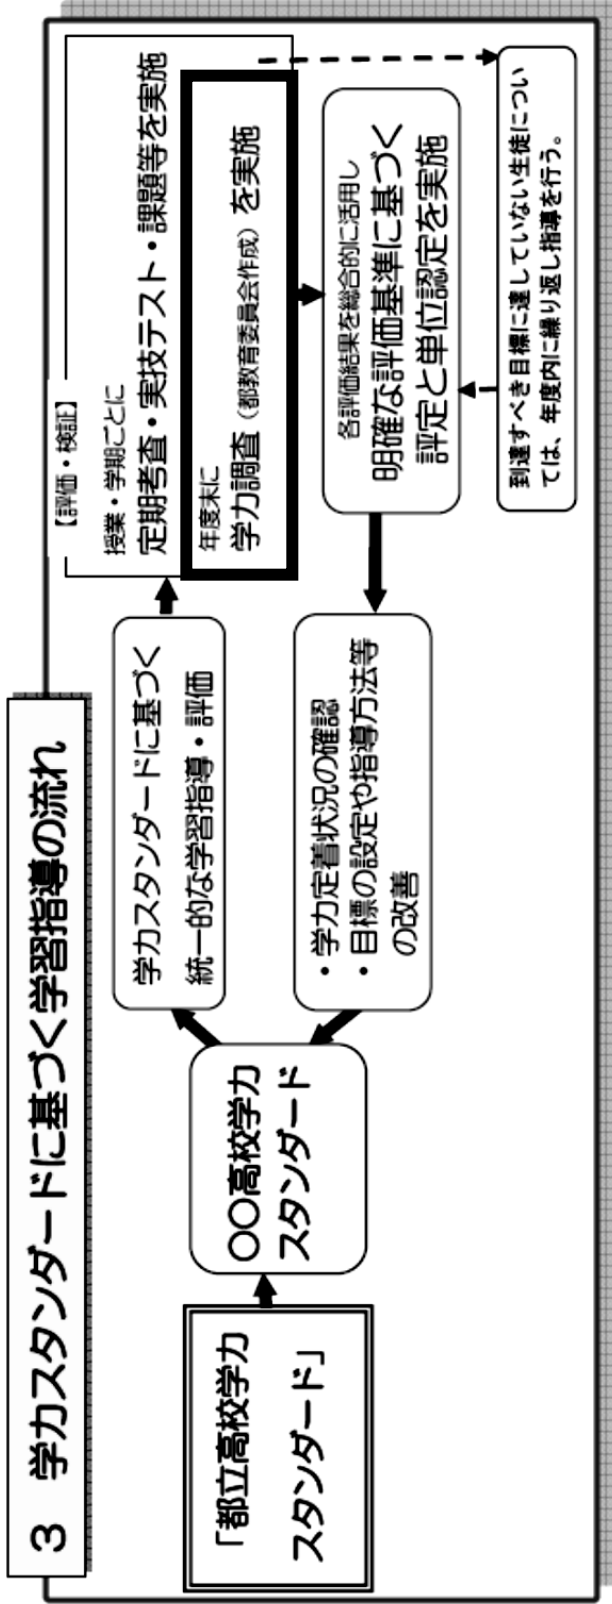 3　学力スタンダードに基づく学習指導の流れ
「都立高校学力
スタンダード」
〇〇高校学力
スタンダード
学力スタンダードに基づく
統一的な学習指導・評価
【評価・検証】
授業・学期ごとに
定期考査・実技テスト・課題等を実施
年度末に
学力調査（都教育委員会作成）を実施
各評価結果を総合的に活用し
明確な評価基準に基づく
評定と単位認定を実施
到達すべき目標に達していない生徒につい
ては、年度内に繰り返し指導を行う。
・学力定着状況の確認
・目標の設定や指導方法等
の改善